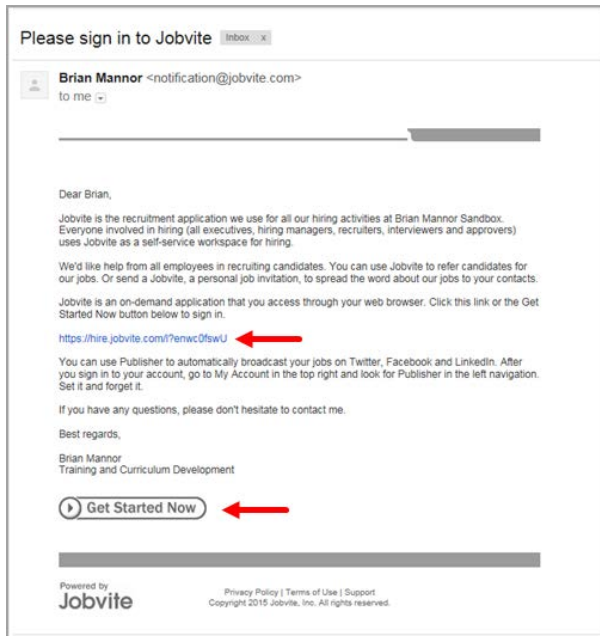 Please sign in to Jobvite Inbox x
Brian Mannor <notification@jobvite.com>
to me
Dear Brian,
Jobvite is the recruitment application we use for all our hiring activities at Brian Mannor Sandbox.
Everyone involved in hiring (all executives, hiring managers, recruiters, interviewers and approvers)
uses Jobvite as a self-service workspace for hiring.
We'd like help from all employees in recruiting candidates. You can use Jobvite to refer candidates for
our jobs. Or send a Jobvite, a personal job invitation, to spread the word about our jobs to your contacts.
Jobvite is an on-demand application that you access through your web browser. Click this link or the Get
Started Now button below to sign in.
https://hire.jobvite.com/l?enwc0fswU
You can use Publisher to automatically broadcast your jobs on Twitter, Facebook and LinkedIn. After
you sign in to your account, go to My Account in the top right and look for Publisher in the left navigation.
Set it and forget it.
If you have any questions, please don't hesitate to contact me.
Best regards,
Brian Mannor
Training and Curriculum Development
Get Started Now
Powered by
Jobvite
Privacy Policy | Terms of Use | Support
Copyright 2015 Jobvite, Inc. All rights reserved.